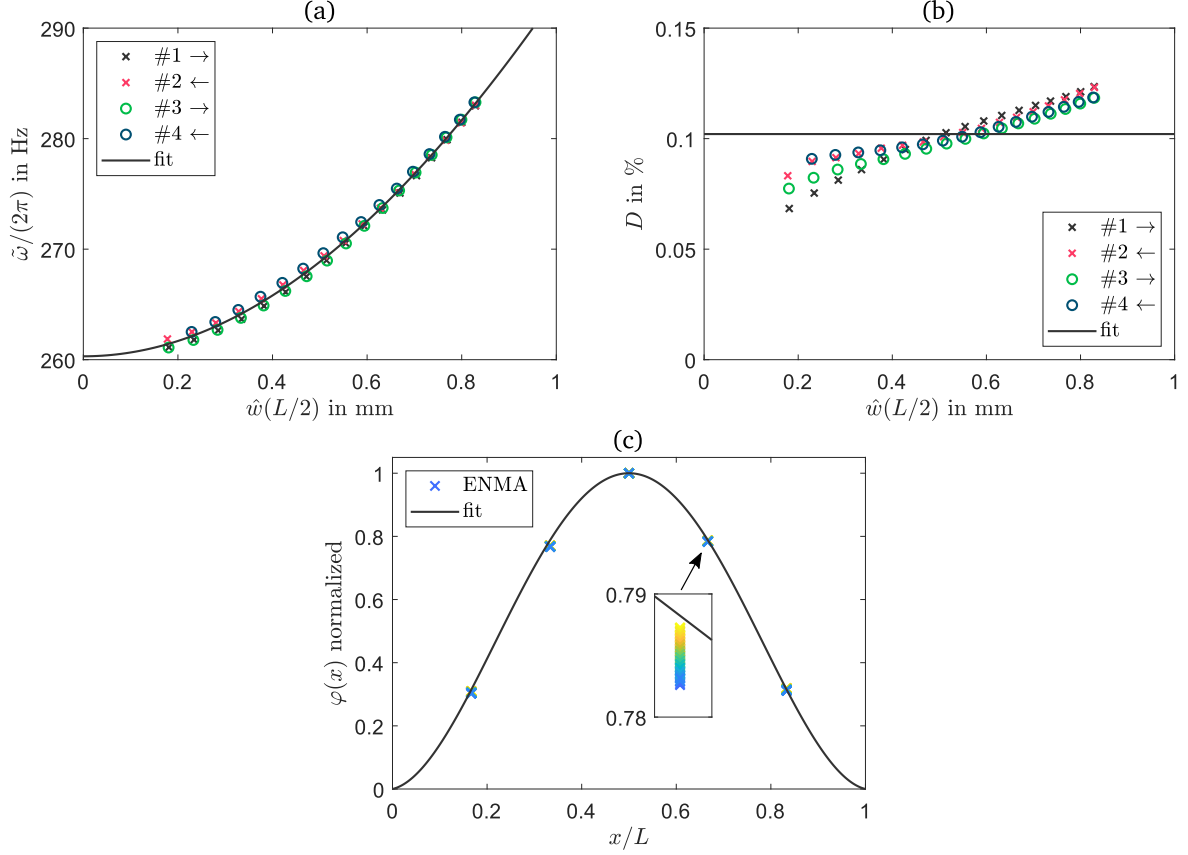 (a)
290
280
270
260
ω̃/(2π) in Hz
#1 →
#2 ←
#3 →
#4 ←
fit
0 0.2 0.4 0.6 0.8 1
ŵ(L/2) in mm
(b)
0.15
0.1
0.05
0
D in %
#1 →
#2 ←
#3 →
#4 ←
fit
0 0.2 0.4 0.6 0.8 1
ŵ(L/2) in mm
(c)
1
0.8
0.6
0.4
0.2
0
φ(x) normalized
ENMA
fit
0.79
0.78
0 0.2 0.4 0.6 0.8 1
x/L